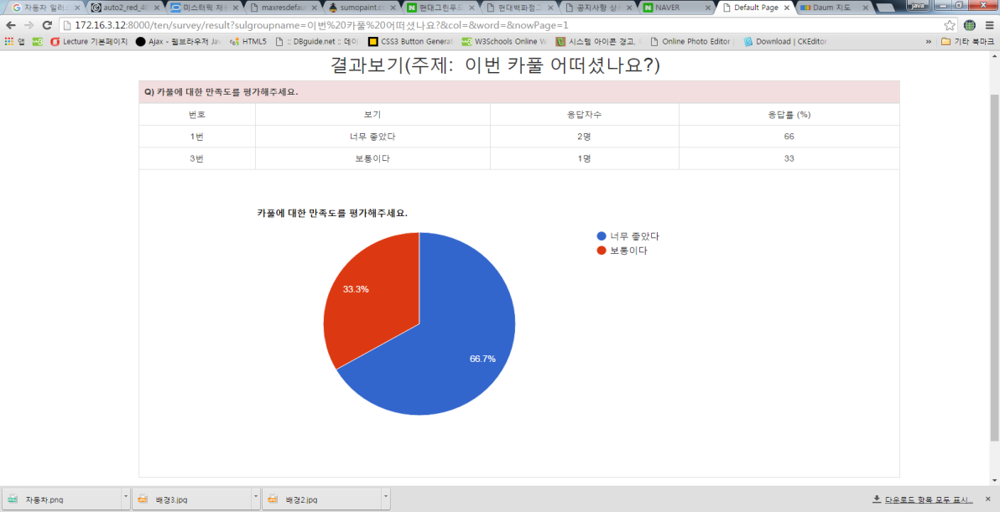 자동차 일러스
auto2_red_40
미스터픽 재
maxresdefaul
sumopaint.co
현대그린푸드
현대백화점그
공지사항 상
NAVER
Default Page
Daum 지도
java
172.16.3.12:8000/ten/survey/result?sulgroupname=이번%20카풀%20어떠셨나요?&col=&word=&nowPage=1
앱
Lecture 기본페이지
Ajax - 웹브라우저 Ja
HTML5
:: DBguide.net :: 데이
CSS3 Button Generat
W3Schools Online W
시스템 아이콘 경고,
Online Photo Editor
Download | CKEditor
»
기타 북마크
결과보기(주제: 이번 카풀 어떠셨나요?)
Q) 카풀에 대한 만족도를 평가해주세요.
번호 보기 응답자수 응답률 (%)
1번 너무 좋았다 2명 66
3번 보통이다 1명 33
카풀에 대한 만족도를 평가해주세요.
너무 좋았다
보통이다
33.3%
66.7%
자동차.png
배경3.jpg
배경2.jpg
다운로드 항목 모두 표시...